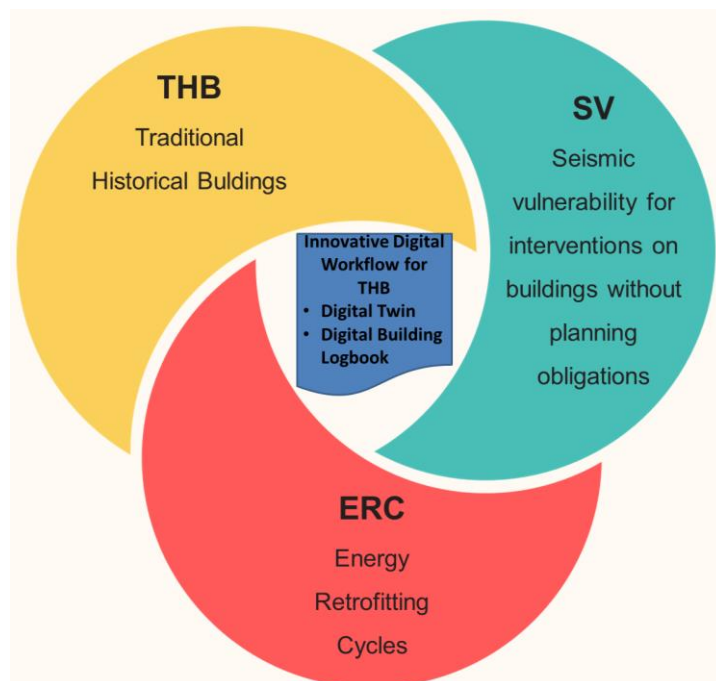 THB
Traditional
Historical Buldings
SV
Seismic
vulnerability for
interventions on
buildings without
planning
obligations
Innovative Digital
Workflow for
THB
• Digital Twin
• Digital Building
Logbook
ERC
Energy
Retrofitting
Cycles